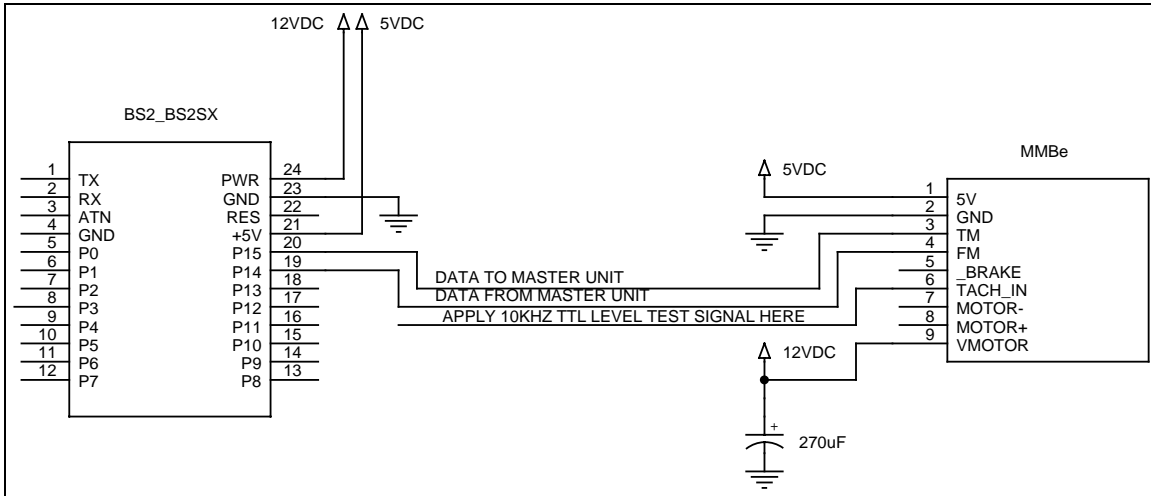 12VDC 5VDC
BS2_BS2SX
1 TX PWR 24
2 RX GND 23
3 ATN RES 22
4 GND +5V 21
5 P0 P15 20
6 P1 P14 19
7 P2 P13 18
8 P3 P12 17
9 P4 P11 16
10 P5 P10 15
11 P6 P9 14
12 P7 P8 13
DATA TO MASTER UNIT
DATA FROM MASTER UNIT
APPLY 10KHZ TTL LEVEL TEST SIGNAL HERE
5VDC
12VDC
+
270uF
MMBe
1 5V
2 GND
3 TM
4 FM
5 _BRAKE
6 TACH_IN
7 MOTOR-
8 MOTOR+
9 VMOTOR